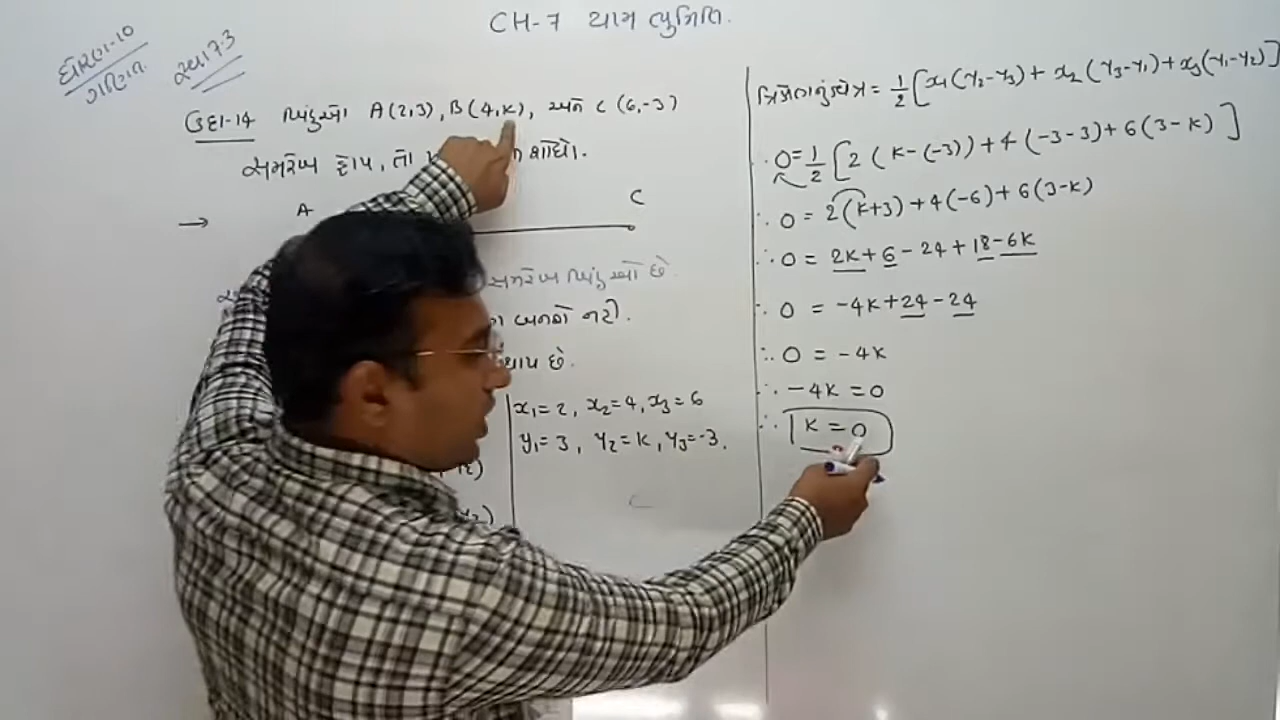 CH-7 યામ ભૂમિતિ.
ધોરણ-10
ગણિત
સ્વા 7.3
ઉદા-14 બિંદુઓ A(2,3), B(4,K), અને C(6,-3)
સમરેખ હોય, તો શોધો.
→ A C
સમરેખ બિંદુઓ છે.
બનશે નહી.
થાય છે.
x₁=2, x₂=4, x₃=6
y₁=3, y₂=K, y₃=-3.
ત્રિકોણનું ક્ષેત્ર = 1/2 [x₁(y₂-y₃)+x₂(y₃-y₁)+x₃(y₁-y₂)]
∴ 0=1/2 [2(K-(-3))+4(-3-3)+6(3-K)]
∴ 0 = 2(K+3)+4(-6)+6(3-K)
∴ 0 = 2K+6-24+18-6K
∴ 0 = -4K+24-24
∴ 0 = -4K
∴ -4K = 0
∴ K = 0